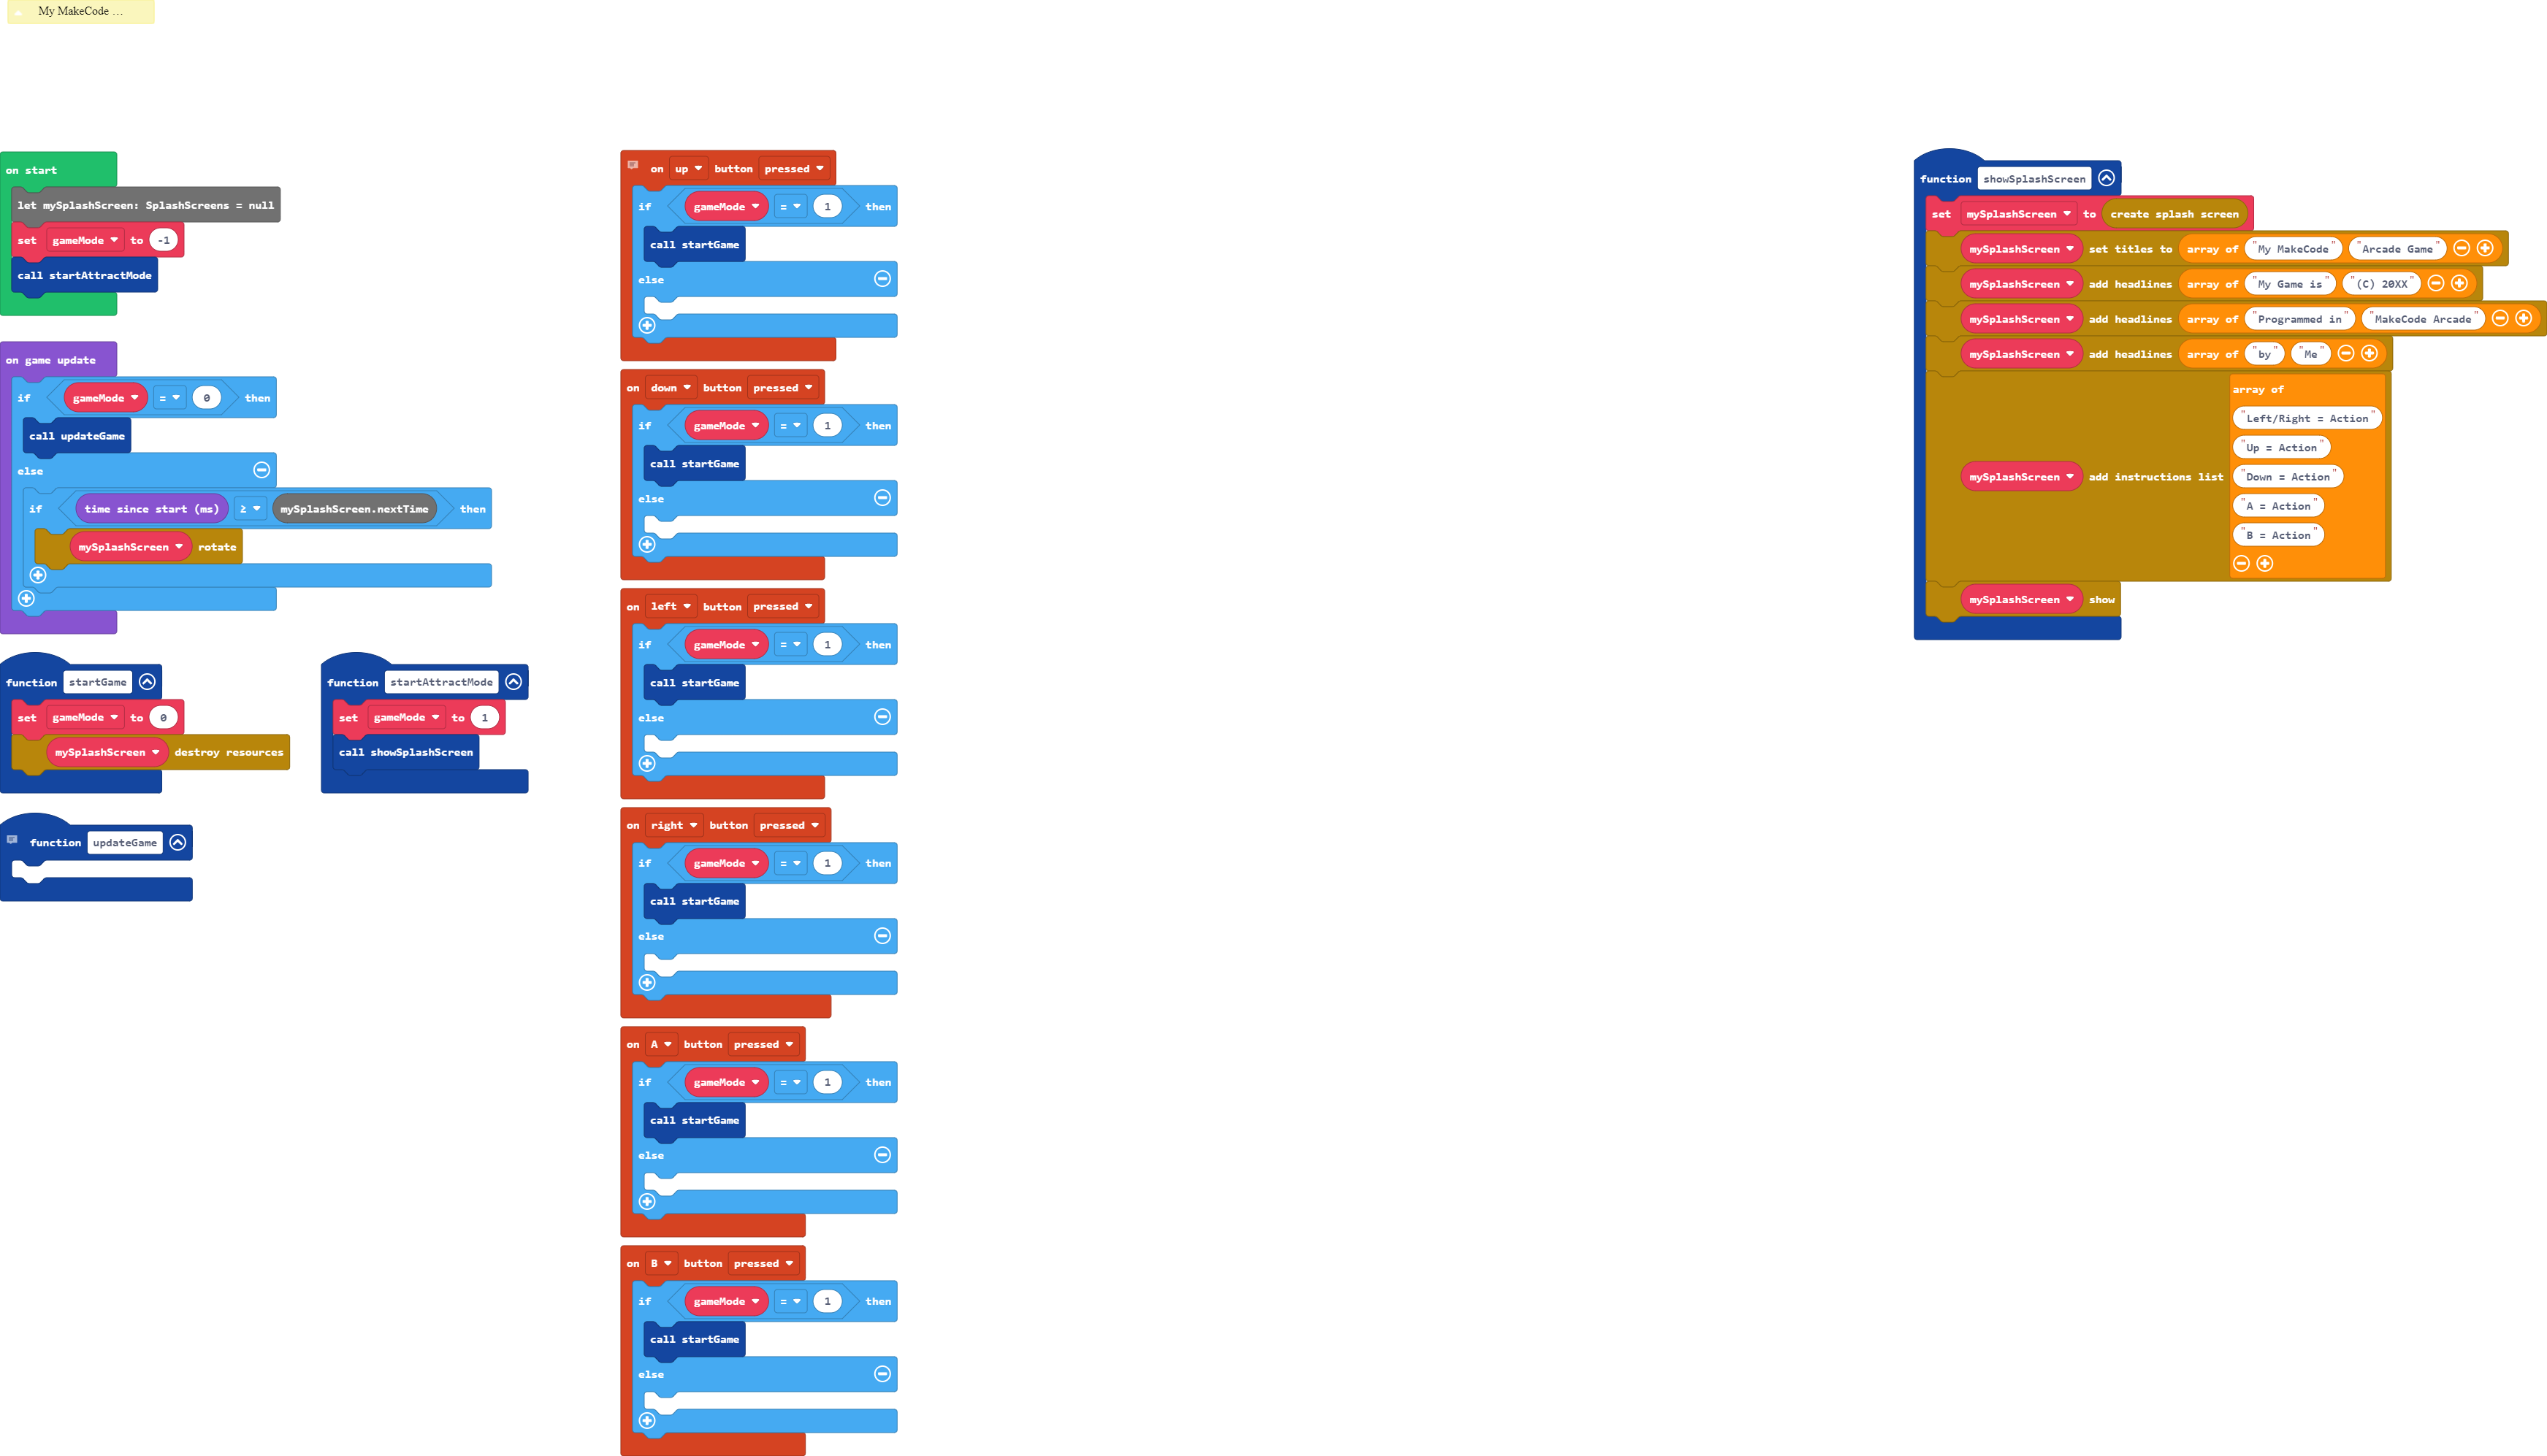 My MakeCode ...
on start
let mySplashScreen: SplashScreens = null
set gameMode to -1
call startAttractMode
on game update
if gameMode = 0 then
call updateGame
else
if time since start (ms) ≥ mySplashScreen.nextTime then
mySplashScreen rotate
function startGame
set gameMode to 0
mySplashScreen destroy resources
function startAttractMode
set gameMode to 1
call showSplashScreen
function updateGame
on up button pressed
if gameMode = 1 then
call startGame
else
on down button pressed
if gameMode = 1 then
call startGame
else
on left button pressed
if gameMode = 1 then
call startGame
else
on right button pressed
if gameMode = 1 then
call startGame
else
on A button pressed
if gameMode = 1 then
call startGame
else
on B button pressed
if gameMode = 1 then
call startGame
else
function showSplashScreen
set mySplashScreen to create splash screen
mySplashScreen set titles to array of "My MakeCode" "Arcade Game"
mySplashScreen add headlines array of "My Game is" "(C) 20XX"
mySplashScreen add headlines array of "Programmed in" "MakeCode Arcade"
mySplashScreen add headlines array of "by" "Me"
mySplashScreen add instructions list array of
"Left/Right = Action"
"Up = Action"
"Down = Action"
"A = Action"
"B = Action"
mySplashScreen show